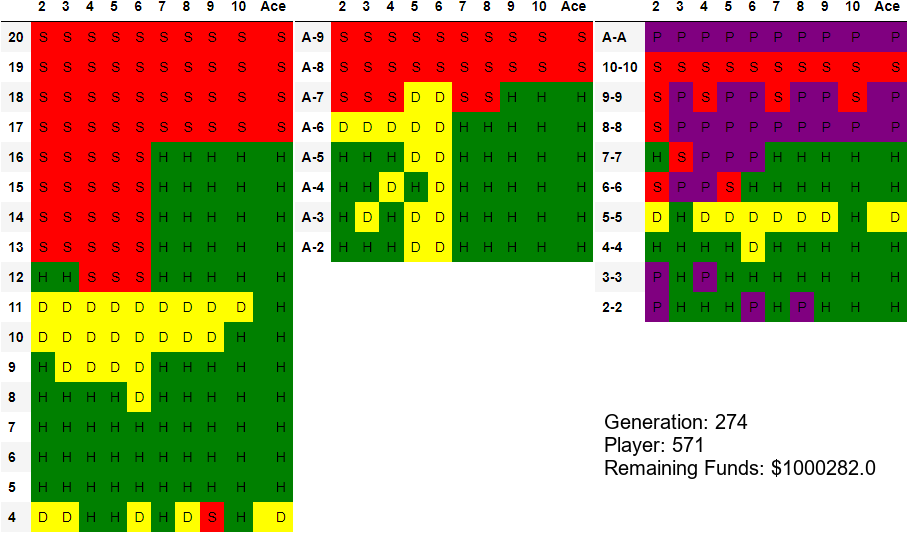 2 3 4 5 6 7 8 9 10 Ace
20 S S S S S S S S S S
19 S S S S S S S S S S
18 S S S S S S S S S S
17 S S S S S S S S S S
16 S S S S S H H H H H
15 S S S S S H H H H H
14 S S S S S H H H H H
13 S S S S S H H H H H
12 H H S S S H H H H H
11 D D D D D D D D D H
10 D D D D D D D D H H
9 H D D D D H H H H H
8 H H H H D H H H H H
7 H H H H H H H H H H
6 H H H H H H H H H H
5 H H H H H H H H H H
4 D D H H D H D S H D
2 3 4 5 6 7 8 9 10 Ace
A-9 S S S S S S S S S S
A-8 S S S S S S S S S S
A-7 S S S D D S S H H H
A-6 D D D D D H H H H H
A-5 H H H D D H H H H H
A-4 H H D H D H H H H H
A-3 H D H D D H H H H H
A-2 H H H D D H H H H H
2 3 4 5 6 7 8 9 10 Ace
A-A P P P P P P P P P P
10-10 S S S S S S S S S S
9-9 S P S P P S P P S P
8-8 S P P P P P P P P P
7-7 H S P P P H H H H H
6-6 S P P S H H H H H H
5-5 D H D D D D D D H D
4-4 H H H H D H H H H H
3-3 P H P H H H H H H H
2-2 P H H H P H P H H H
Generation: 274
Player: 571
Remaining Funds: $1000282.0